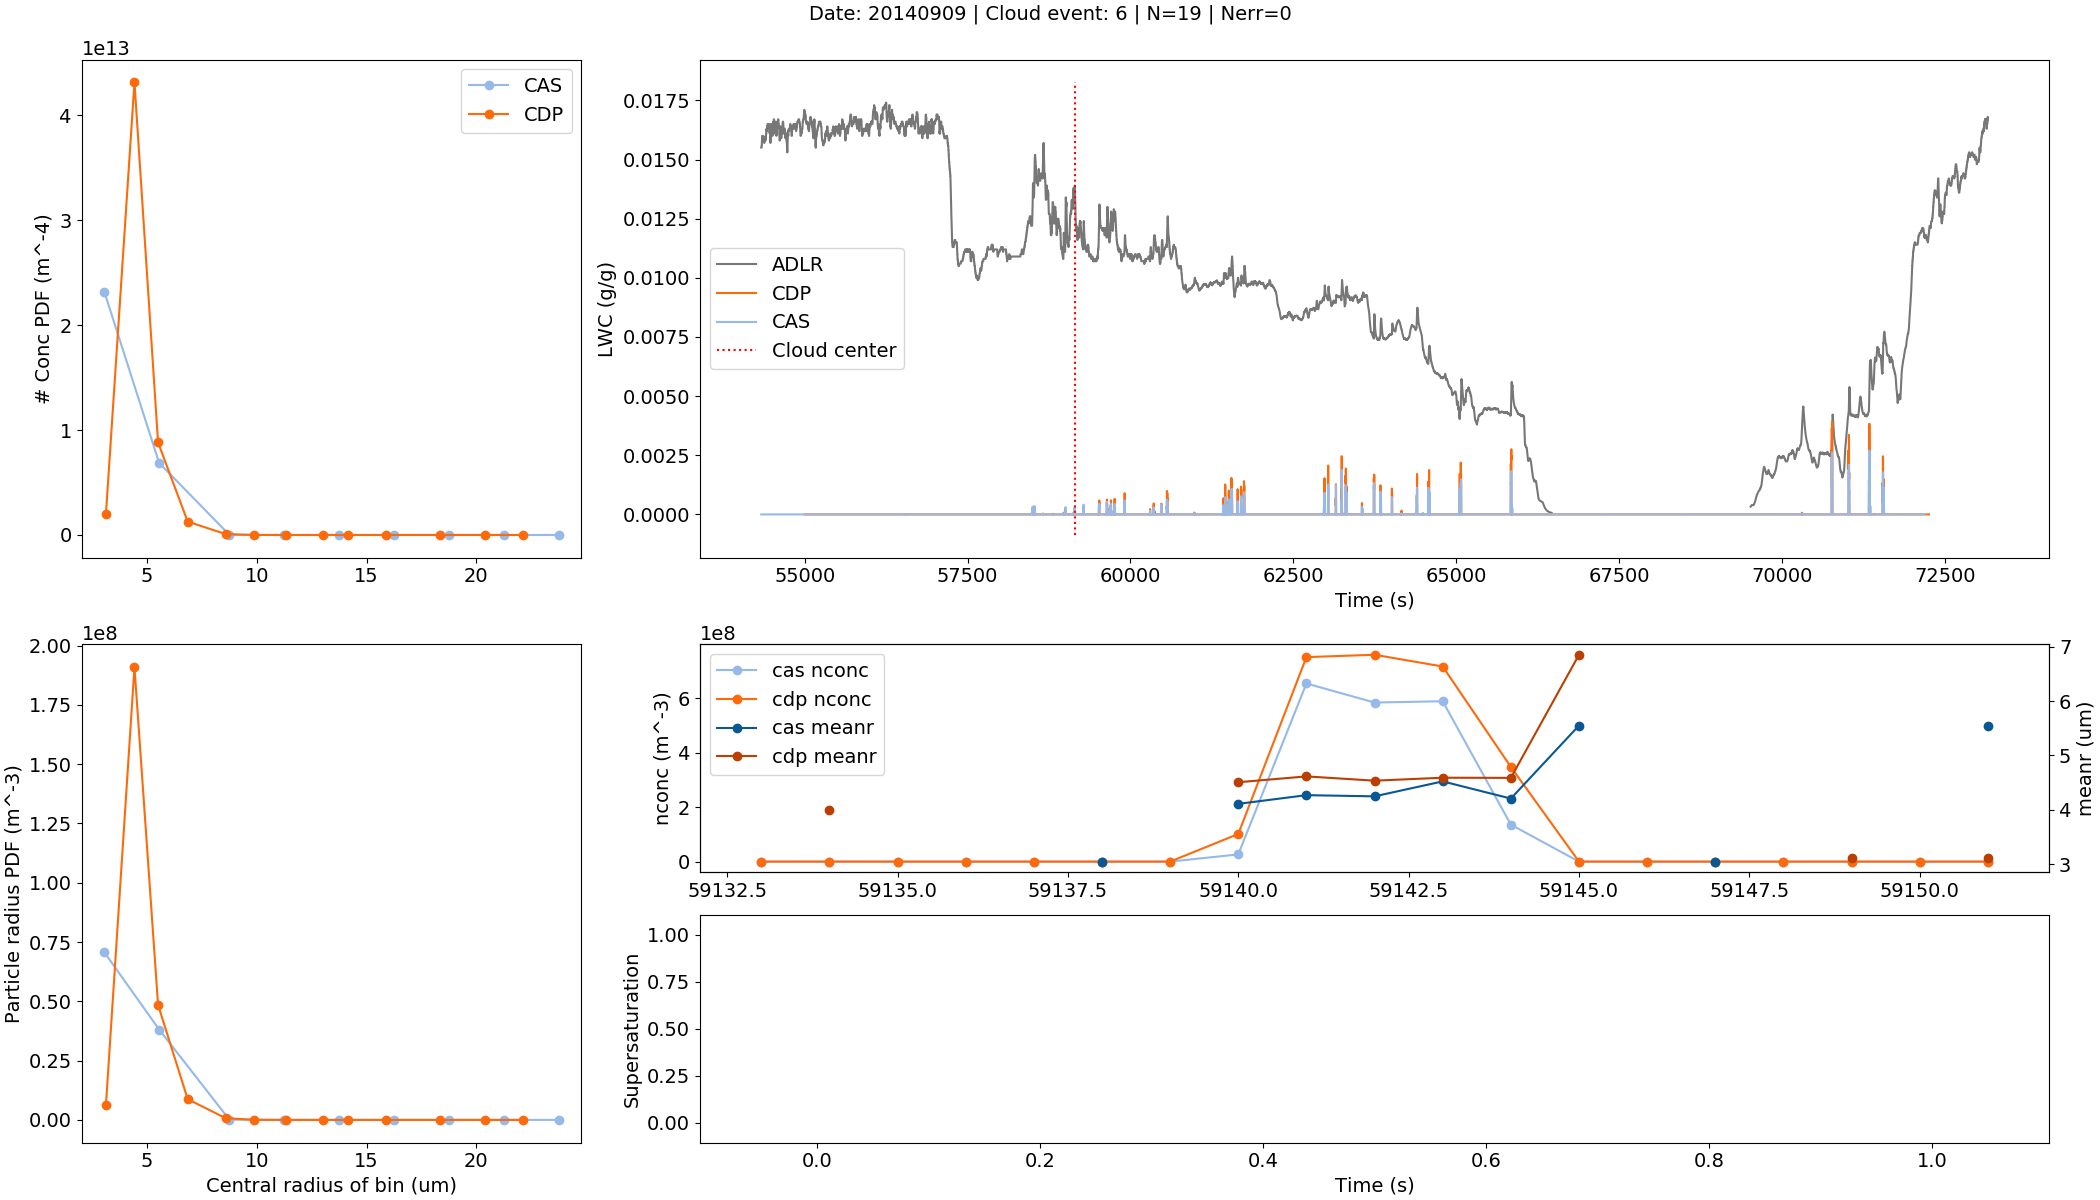 Date: 20140909 | Cloud event: 6 | N=19 | Nerr=0
1e13
# Conc PDF (m^-4)
4
3
2
1
0
5 10 15 20
CAS
CDP
LWC (g/g)
0.0175
0.0150
0.0125
0.0100
0.0075
0.0050
0.0025
0.0000
ADLR
CDP
CAS
Cloud center
55000 57500 60000 62500 65000 67500 70000 72500
Time (s)
1e8
Particle radius PDF (m^-3)
2.00
1.75
1.50
1.25
1.00
0.75
0.50
0.25
0.00
5 10 15 20
Central radius of bin (um)
1e8
nconc (m^-3)
6
4
2
0
cas nconc
cdp nconc
cas meanr
cdp meanr
7
6
5
4
3
meanr (um)
59132.5 59135.0 59137.5 59140.0 59142.5 59145.0 59147.5 59150.0
Supersaturation
1.00
0.75
0.50
0.25
0.00
0.0 0.2 0.4 0.6 0.8 1.0
Time (s)